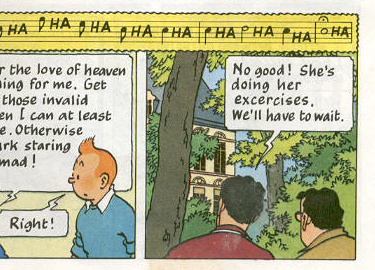 HA HA HA HA HA HA HA HA HA
r the love of heaven
ing for me. Get
those invalid
en I can at least
e. Otherwise
ark staring
mad!
Right!
No good! She's
doing her
excercises.
We'll have to wait.